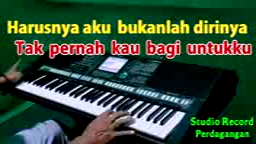 Harusnya aku bukanlah dirinya
Tak pernah kau bagi untukku
Studio Record
Perdagangan